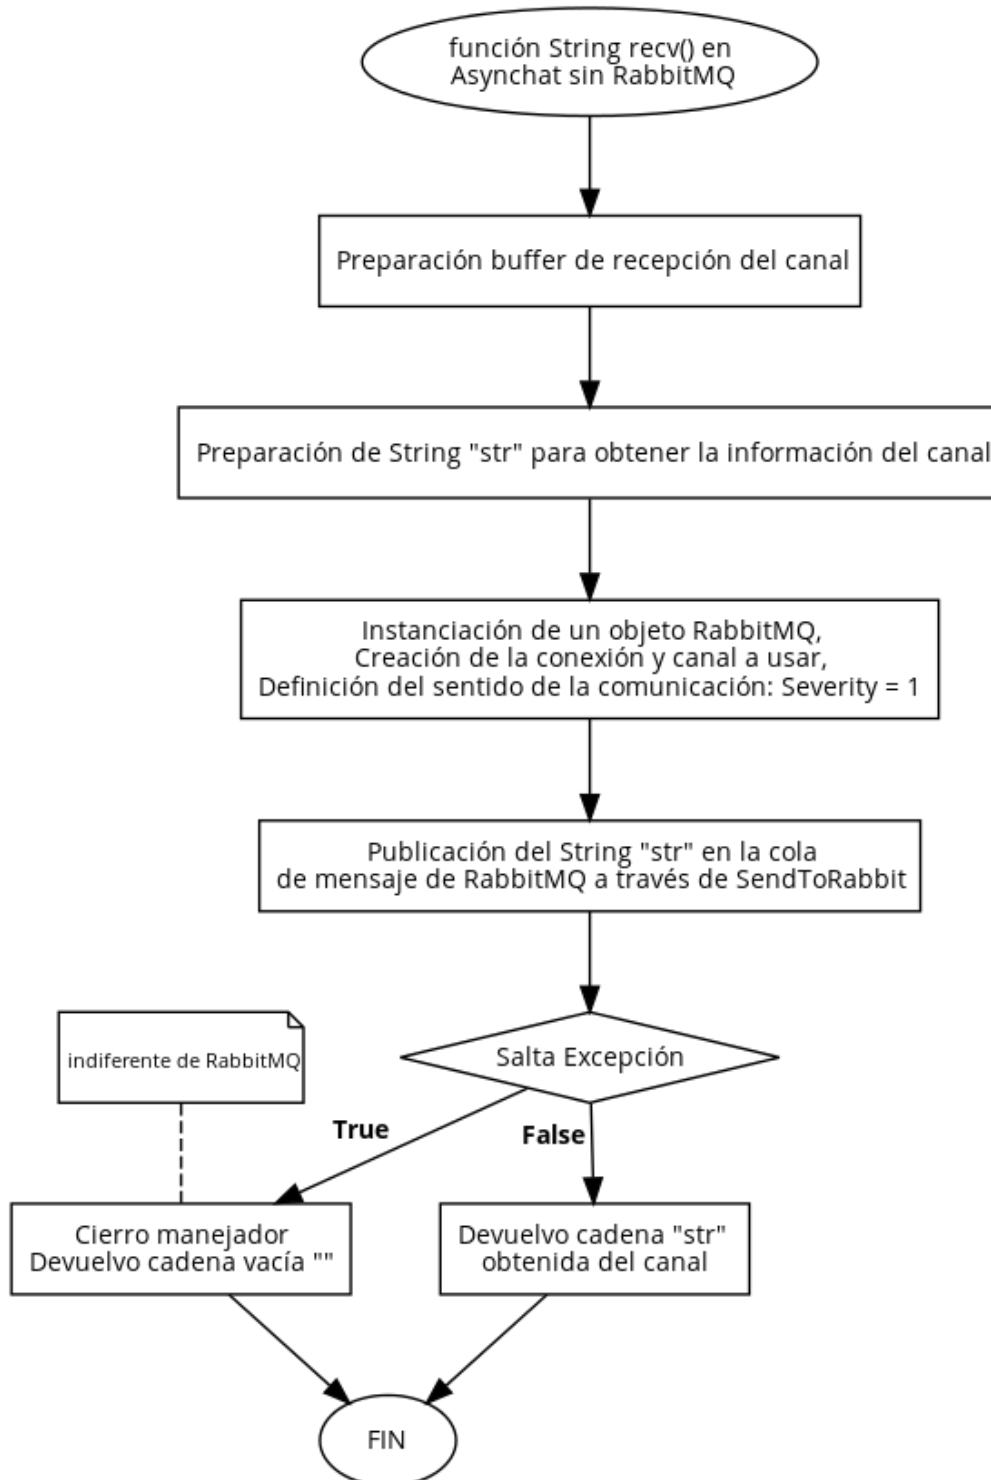 función String recv() en
Asynchat sin RabbitMQ
Preparación buffer de recepción del canal
Preparación de String "str" para obtener la información del canal
Instanciación de un objeto RabbitMQ,
Creación de la conexión y canal a usar,
Definición del sentido de la comunicación: Severity = 1
Publicación del String "str" en la cola
de mensaje de RabbitMQ a través de SendToRabbit
Salta Excepción
indiferente de RabbitMQ
True
False
Cierro manejador
Devuelvo cadena vacía ""
Devuelvo cadena "str"
obtenida del canal
FIN